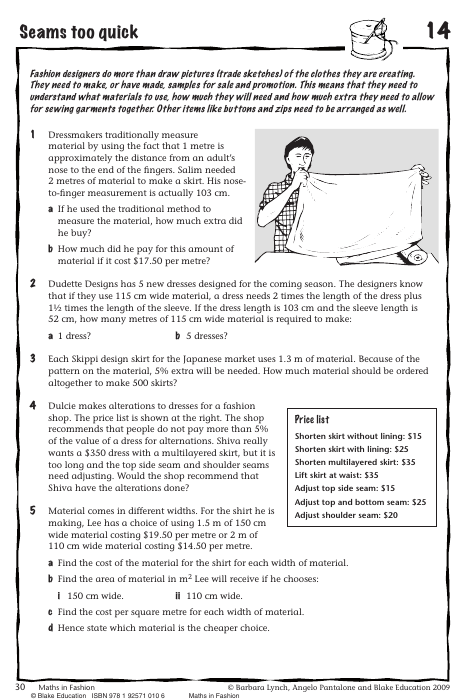 Seams too quick
14
Fashion designers do more than draw pictures (trade sketches) of the clothes they are creating.
They need to make, or have made, samples for sale and promotion. This means that they need to
understand what materials to use, how much they will need and how much extra they need to allow
for sewing garments together. Other items like buttons and zips need to be arranged as well.
1 Dressmakers traditionally measure
material by using the fact that 1 metre is
approximately the distance from an adult's
nose to the end of the fingers. Salim needed
2 metres of material to make a skirt. His nose-
to-finger measurement is actually 103 cm.
a If he used the traditional method to
measure the material, how much extra did
he buy?
b How much did he pay for this amount of
material if it cost $17.50 per metre?
2 Dudette Designs has 5 new dresses designed for the coming season. The designers know
that if they use 115 cm wide material, a dress needs 2 times the length of the dress plus
1½ times the length of the sleeve. If the dress length is 103 cm and the sleeve length is
52 cm, how many metres of 115 cm wide material is required to make:
a 1 dress? b 5 dresses?
3 Each Skippi design skirt for the Japanese market uses 1.3 m of material. Because of the
pattern on the material, 5% extra will be needed. How much material should be ordered
altogether to make 500 skirts?
4 Dulcie makes alterations to dresses for a fashion
shop. The price list is shown at the right. The shop
recommends that people do not pay more than 5%
of the value of a dress for alternations. Shiva really
wants a $350 dress with a multilayered skirt, but it is
too long and the top side seam and shoulder seams
need adjusting. Would the shop recommend that
Shiva have the alterations done?
Price list
Shorten skirt without lining: $15
Shorten skirt with lining: $25
Shorten multilayered skirt: $35
Lift skirt at waist: $35
Adjust top side seam: $15
Adjust top and bottom seam: $25
Adjust shoulder seam: $20
5 Material comes in different widths. For the shirt he is
making, Lee has a choice of using 1.5 m of 150 cm
wide material costing $19.50 per metre or 2 m of
110 cm wide material costing $14.50 per metre.
a Find the cost of the material for the shirt for each width of material.
b Find the area of material in m² Lee will receive if he chooses:
i 150 cm wide. ii 110 cm wide.
c Find the cost per square metre for each width of material.
d Hence state which material is the cheaper choice.
30 Maths in Fashion © Barbara Lynch, Angelo Pantalone and Blake Education 2009
© Blake Education ISBN 978 1 92571 010 6 Maths in Fashion